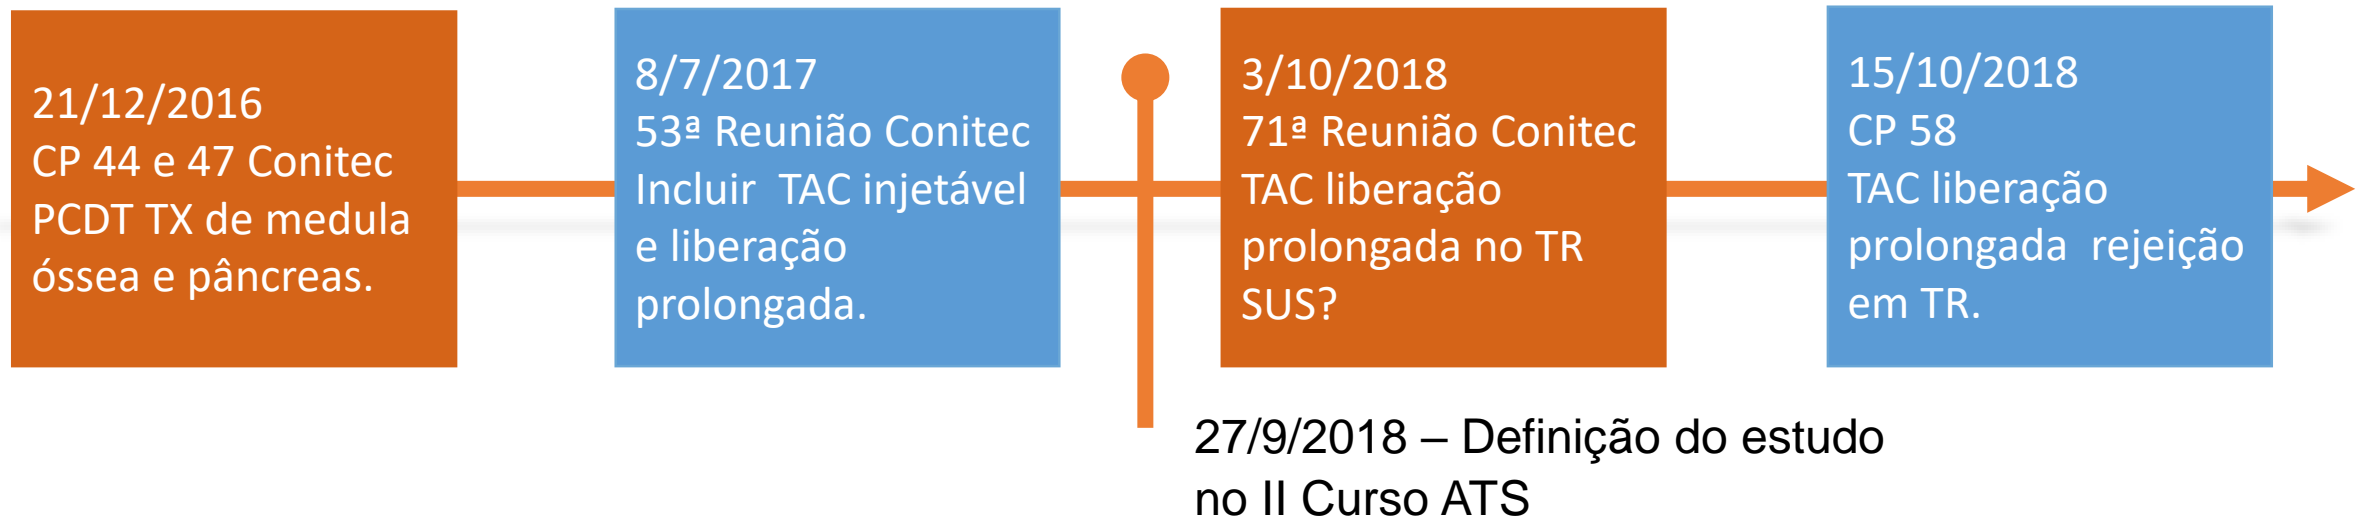 21/12/2016
CP 44 e 47 Conitec
PCDT TX de medula
óssea e pâncreas.
8/7/2017
53ª Reunião Conitec
Incluir  TAC injetável
e liberação
prolongada.
3/10/2018
71ª Reunião Conitec
TAC liberação
prolongada no TR
SUS?
15/10/2018
CP 58
TAC liberação
prolongada  rejeição
em TR.
27/9/2018 – Definição do estudo
no II Curso ATS